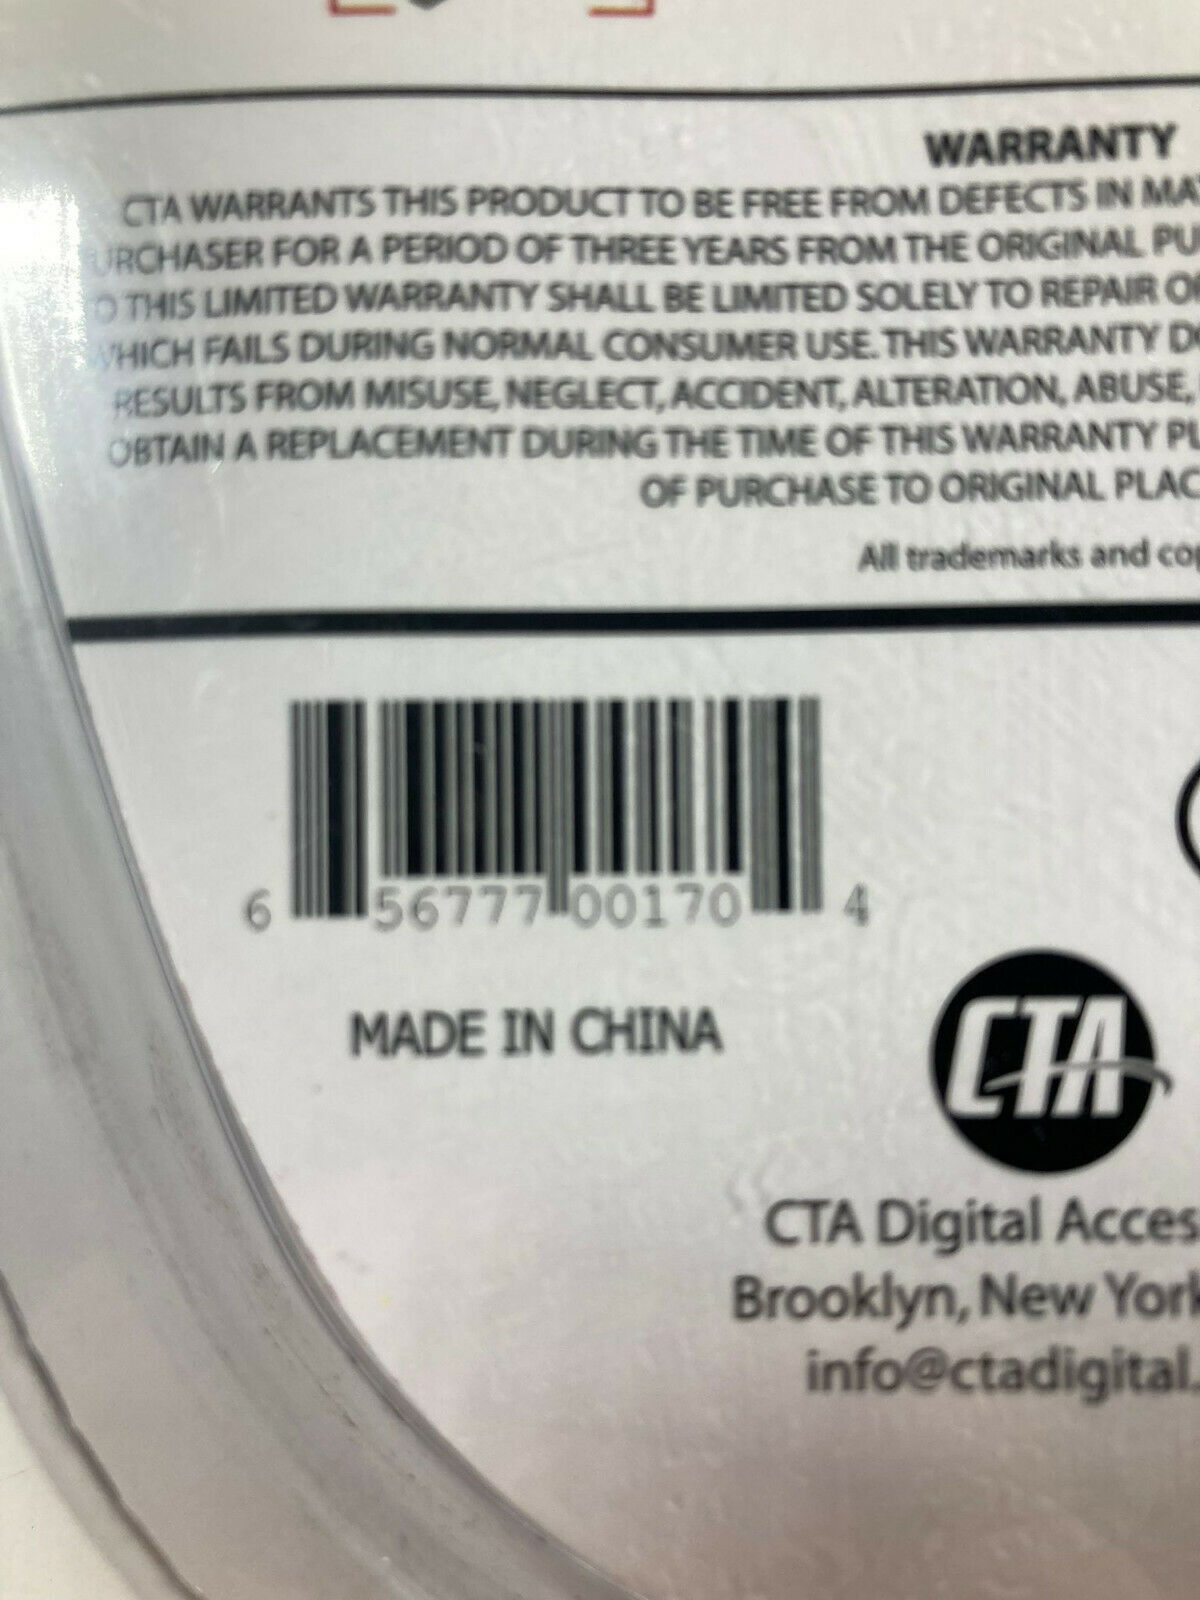 WARRANTY
CTA WARRANTS THIS PRODUCT TO BE FREE FROM DEFECTS IN MA
URCHASER FOR A PERIOD OF THREE YEARS FROM THE ORIGINAL PU
O THIS LIMITED WARRANTY SHALL BE LIMITED SOLELY TO REPAIR O
WHICH FAILS DURING NORMAL CONSUMER USE. THIS WARRANTY D
RESULTS FROM MISUSE, NEGLECT, ACCIDENT, ALTERATION, ABUSE,
OBTAIN A REPLACEMENT DURING THE TIME OF THIS WARRANTY PL
OF PURCHASE TO ORIGINAL PLAC
All trademarks and cop
6 56777 00170 4
MADE IN CHINA
CTA
CTA Digital Acces
Brooklyn, New York
info@ctadigital.